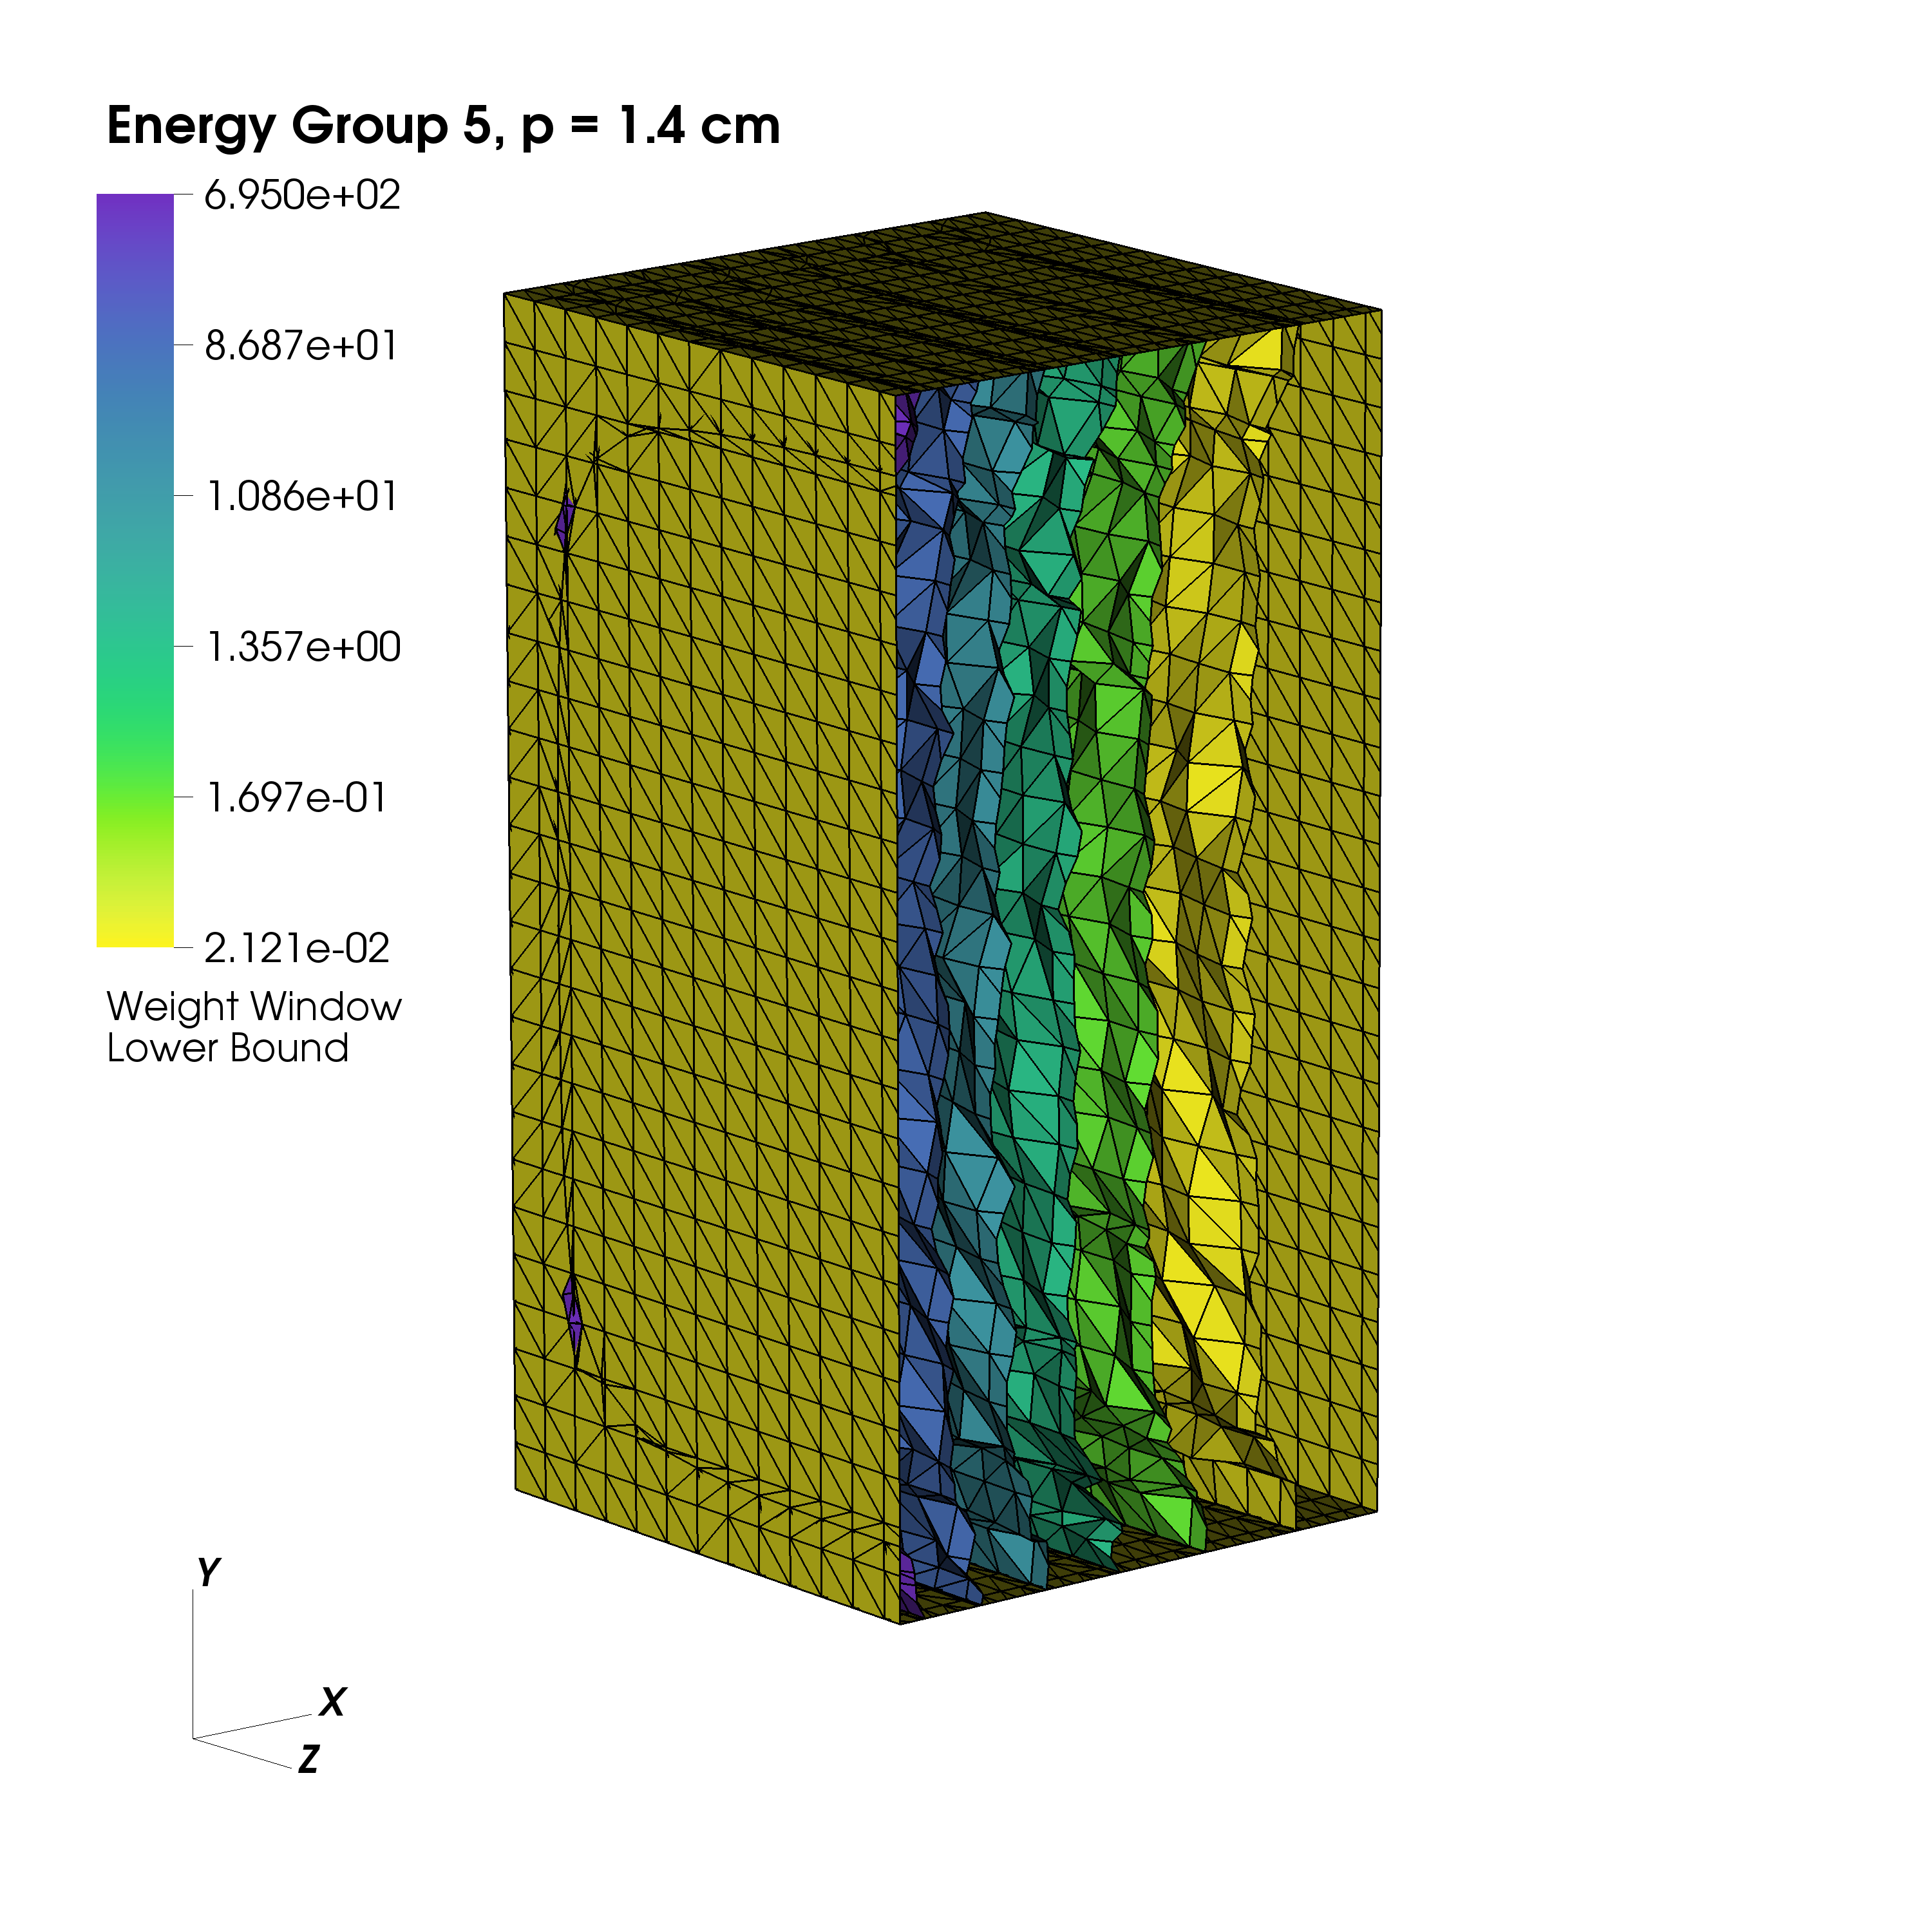 Energy Group 5, p = 1.4 cm
6.950e+02
8.687e+01
1.086e+01
1.357e+00
1.697e-01
2.121e-02
Weight Window
Lower Bound
Y
X
Z